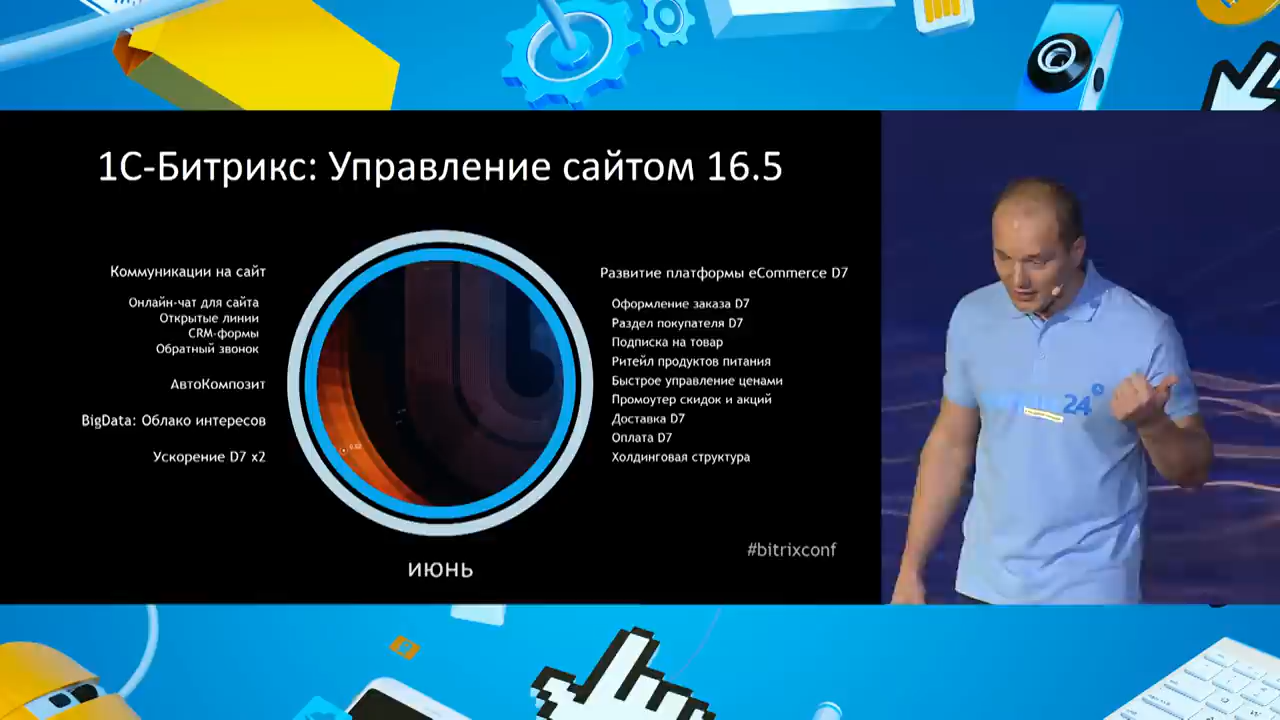 1С-Битрикс: Управление сайтом 16.5
Коммуникации на сайт
Онлайн-чат для сайта
Открытые линии
CRM-формы
Обратный звонок
АвтоКомпозит
BigData: Облако интересов
Ускорение D7 x2
Развитие платформы eCommerce D7
Оформление заказа D7
Раздел покупателя D7
Подписка на товар
Ритейл продуктов питания
Быстрое управление ценами
Промоутер скидок и акций
Доставка D7
Оплата D7
Холдинговая структура
июнь
#bitrixconf
24